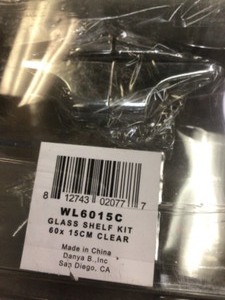 8 12743 02077 7
WL6015C
GLASS SHELF KIT
60x 15CM CLEAR
Made in China
Danya B.,Inc
San Diego, CA